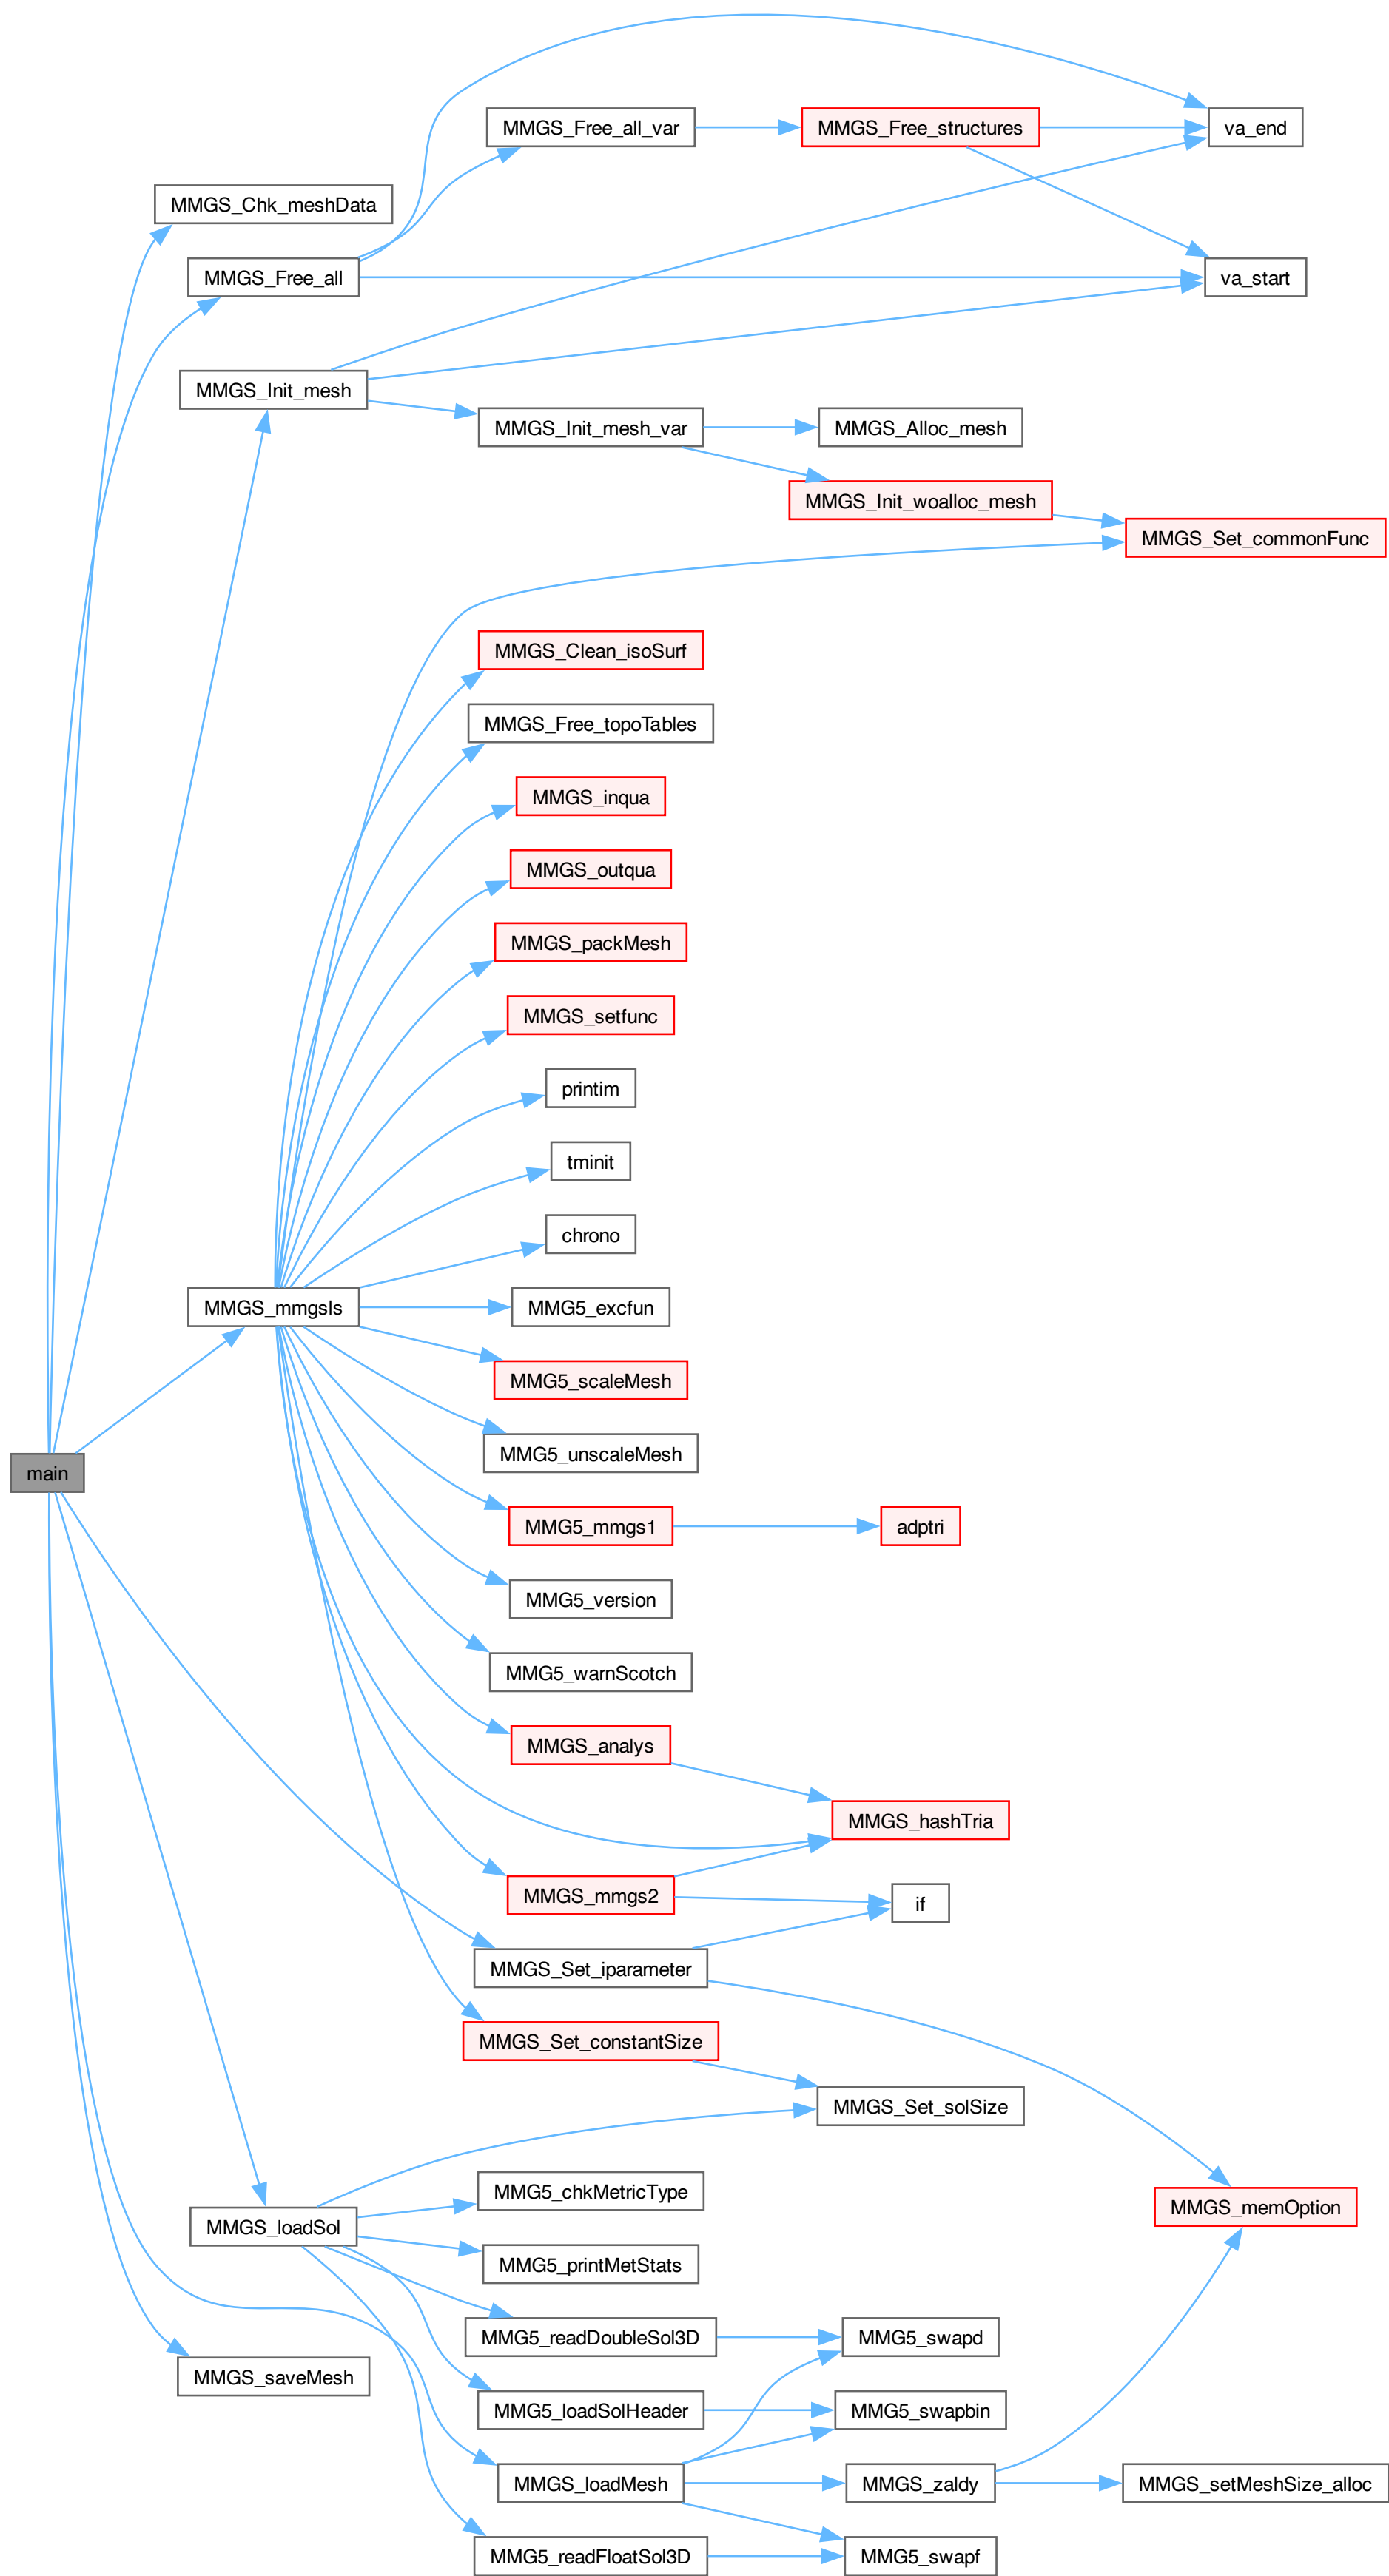 MMGS_Free_all_var
MMGS_Free_structures
va_end
MMGS_Chk_meshData
MMGS_Free_all
va_start
MMGS_Init_mesh
MMGS_Init_mesh_var
MMGS_Alloc_mesh
MMGS_Init_woalloc_mesh
MMGS_Set_commonFunc
MMGS_Clean_isoSurf
MMGS_Free_topoTables
MMGS_inqua
MMGS_outqua
MMGS_packMesh
MMGS_setfunc
printim
tminit
chrono
MMGS_mmgsls
MMG5_excfun
MMG5_scaleMesh
MMG5_unscaleMesh
main
MMG5_mmgs1
adptri
MMG5_version
MMG5_warnScotch
MMGS_analys
MMGS_hashTria
MMGS_mmgs2
if
MMGS_Set_iparameter
MMGS_Set_constantSize
MMGS_Set_solSize
MMG5_chkMetricType
MMGS_memOption
MMGS_loadSol
MMG5_printMetStats
MMG5_readDoubleSol3D
MMG5_swapd
MMGS_saveMesh
MMG5_loadSolHeader
MMG5_swapbin
MMGS_loadMesh
MMGS_zaldy
MMGS_setMeshSize_alloc
MMG5_readFloatSol3D
MMG5_swapf